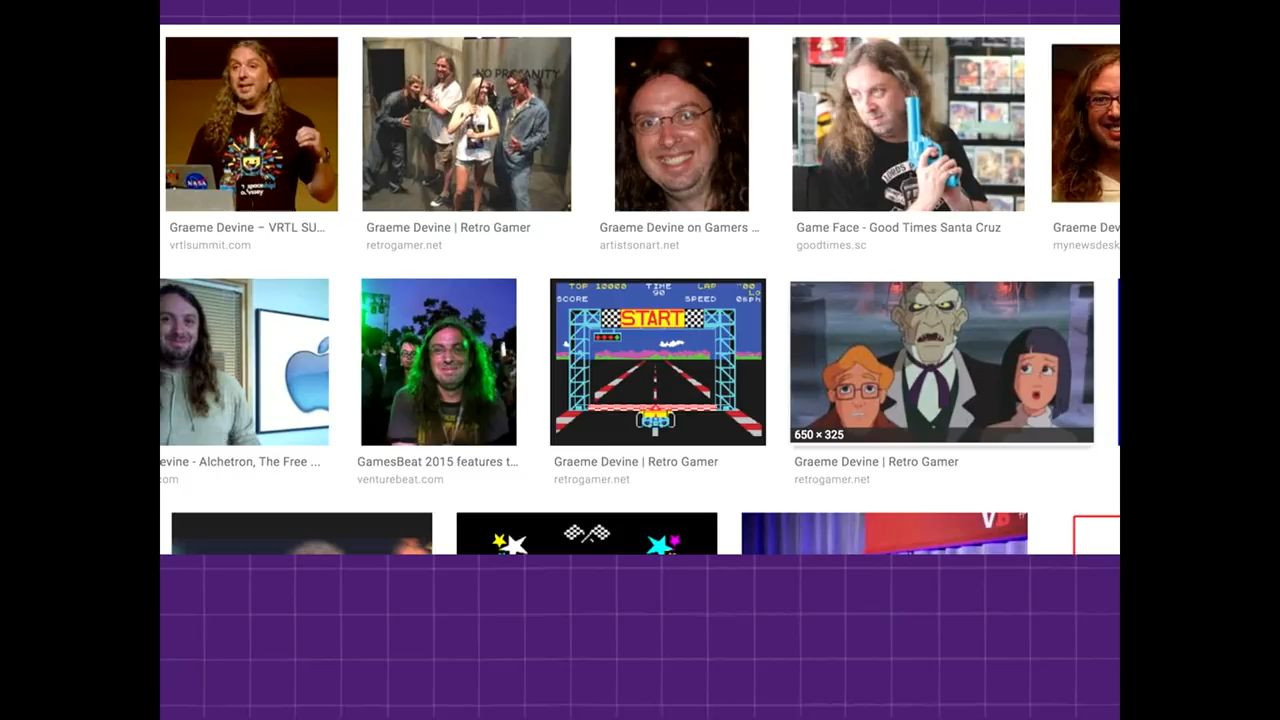 NO PROFANITY
NASA
Graeme Devine – VRTL SU...
vrtlsummit.com
Graeme Devine | Retro Gamer
retrogamer.net
Graeme Devine on Gamers ...
artistsonart.net
Game Face - Good Times Santa Cruz
goodtimes.sc
Graeme Dev
mynewsdesk
TOP 10000 TIME LAP "00
SCORE 90 SPEED 0mph
START
650 × 325
evine - Alchetron, The Free ...
com
GamesBeat 2015 features t...
venturebeat.com
Graeme Devine | Retro Gamer
retrogamer.net
Graeme Devine | Retro Gamer
retrogamer.net